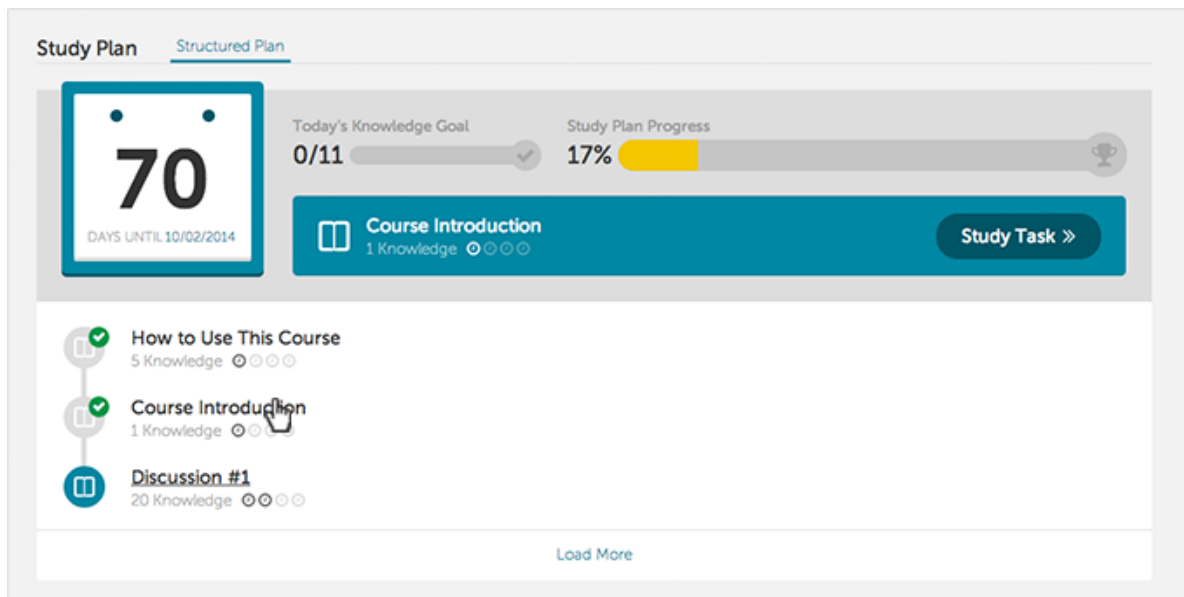 Study Plan Structured Plan
Today's Knowledge Goal Study Plan Progress
0/11 17%
70
DAYS UNTIL 10/02/2014
Course Introduction
1 Knowledge
Study Task »
How to Use This Course
5 Knowledge
Course Introduction
1 Knowledge
Discussion #1
20 Knowledge
Load More